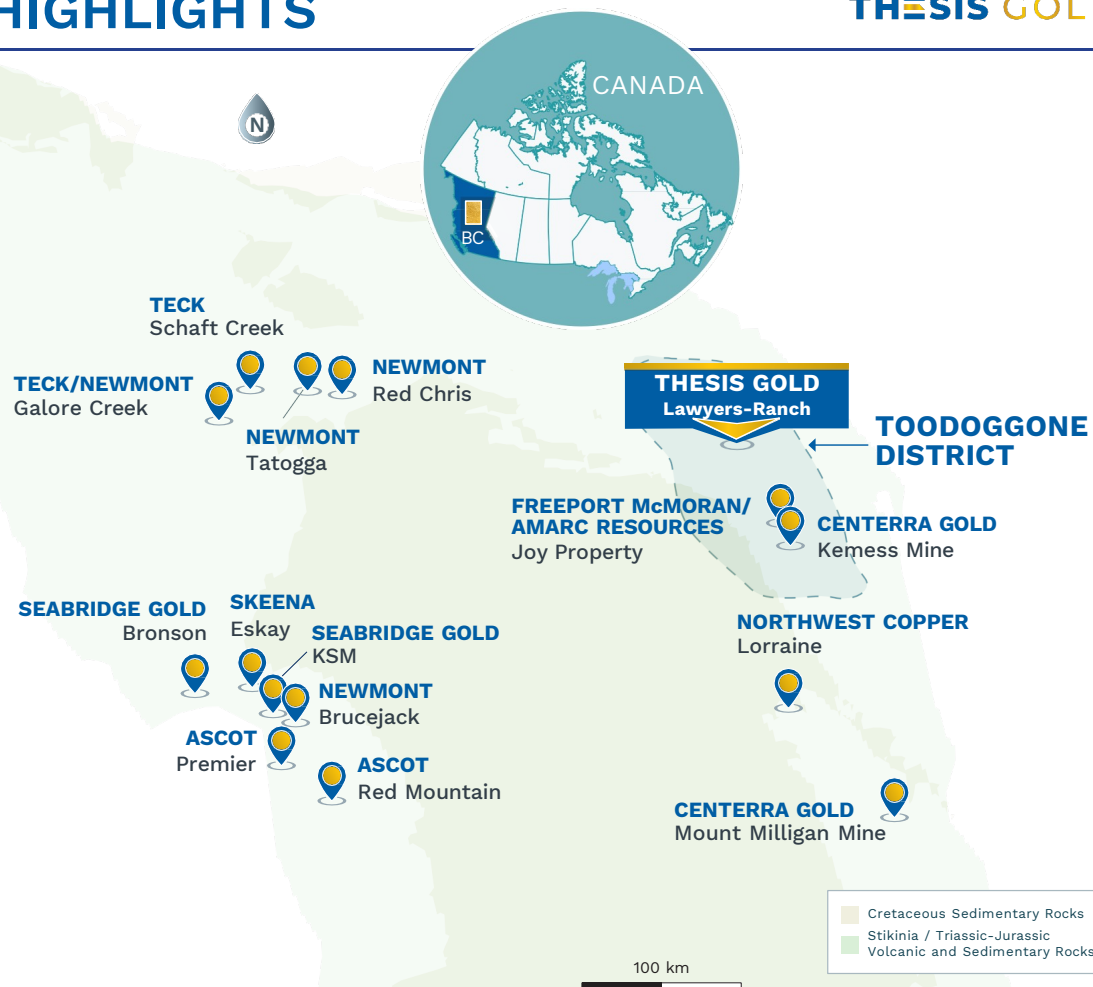 HIGHLIGHTS
THESIS GOL
CANADA
N
BC
TECK
Schaft Creek
TECK/NEWMONT
Galore Creek
NEWMONT
Red Chris
NEWMONT
Tatogga
THESIS GOLD
Lawyers-Ranch
TOODOGGONE
DISTRICT
FREEPORT McMORAN/
AMARC RESOURCES
Joy Property
CENTERRA GOLD
Kemess Mine
SEABRIDGE GOLD
Bronson
SKEENA
Eskay
SEABRIDGE GOLD
KSM
NEWMONT
Brucejack
NORTHWEST COPPER
Lorraine
ASCOT
Premier
ASCOT
Red Mountain
CENTERRA GOLD
Mount Milligan Mine
Cretaceous Sedimentary Rocks
Stikinia / Triassic-Jurassic
Volcanic and Sedimentary Rocks
100 km